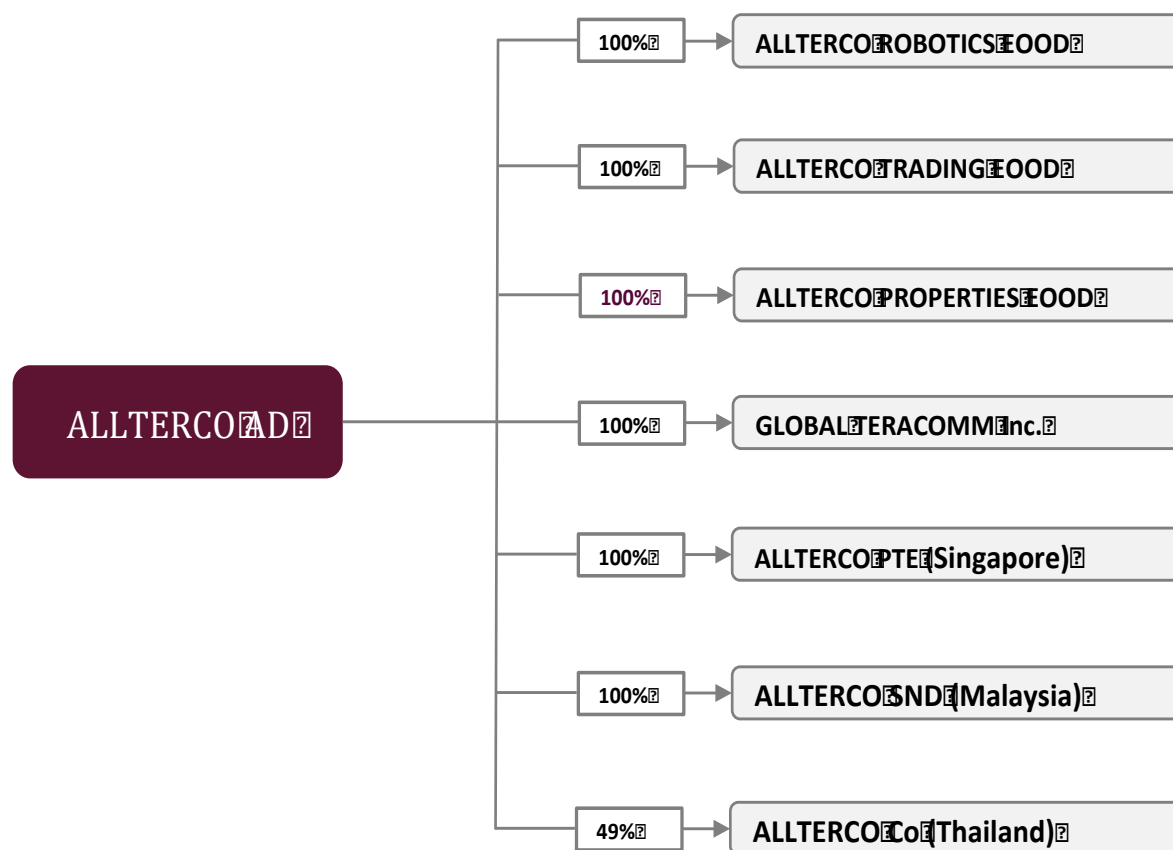 100% ALLTERCO ROBOTICS EOOD
100% ALLTERCO TRADING EOOD
100% ALLTERCO PROPERTIES EOOD
ALLTERCO AD
100% GLOBAL TERACOMM Inc.
100% ALLTERCO PTE (Singapore)
100% ALLTERCO SND (Malaysia)
49% ALLTERCO Co (Thailand)